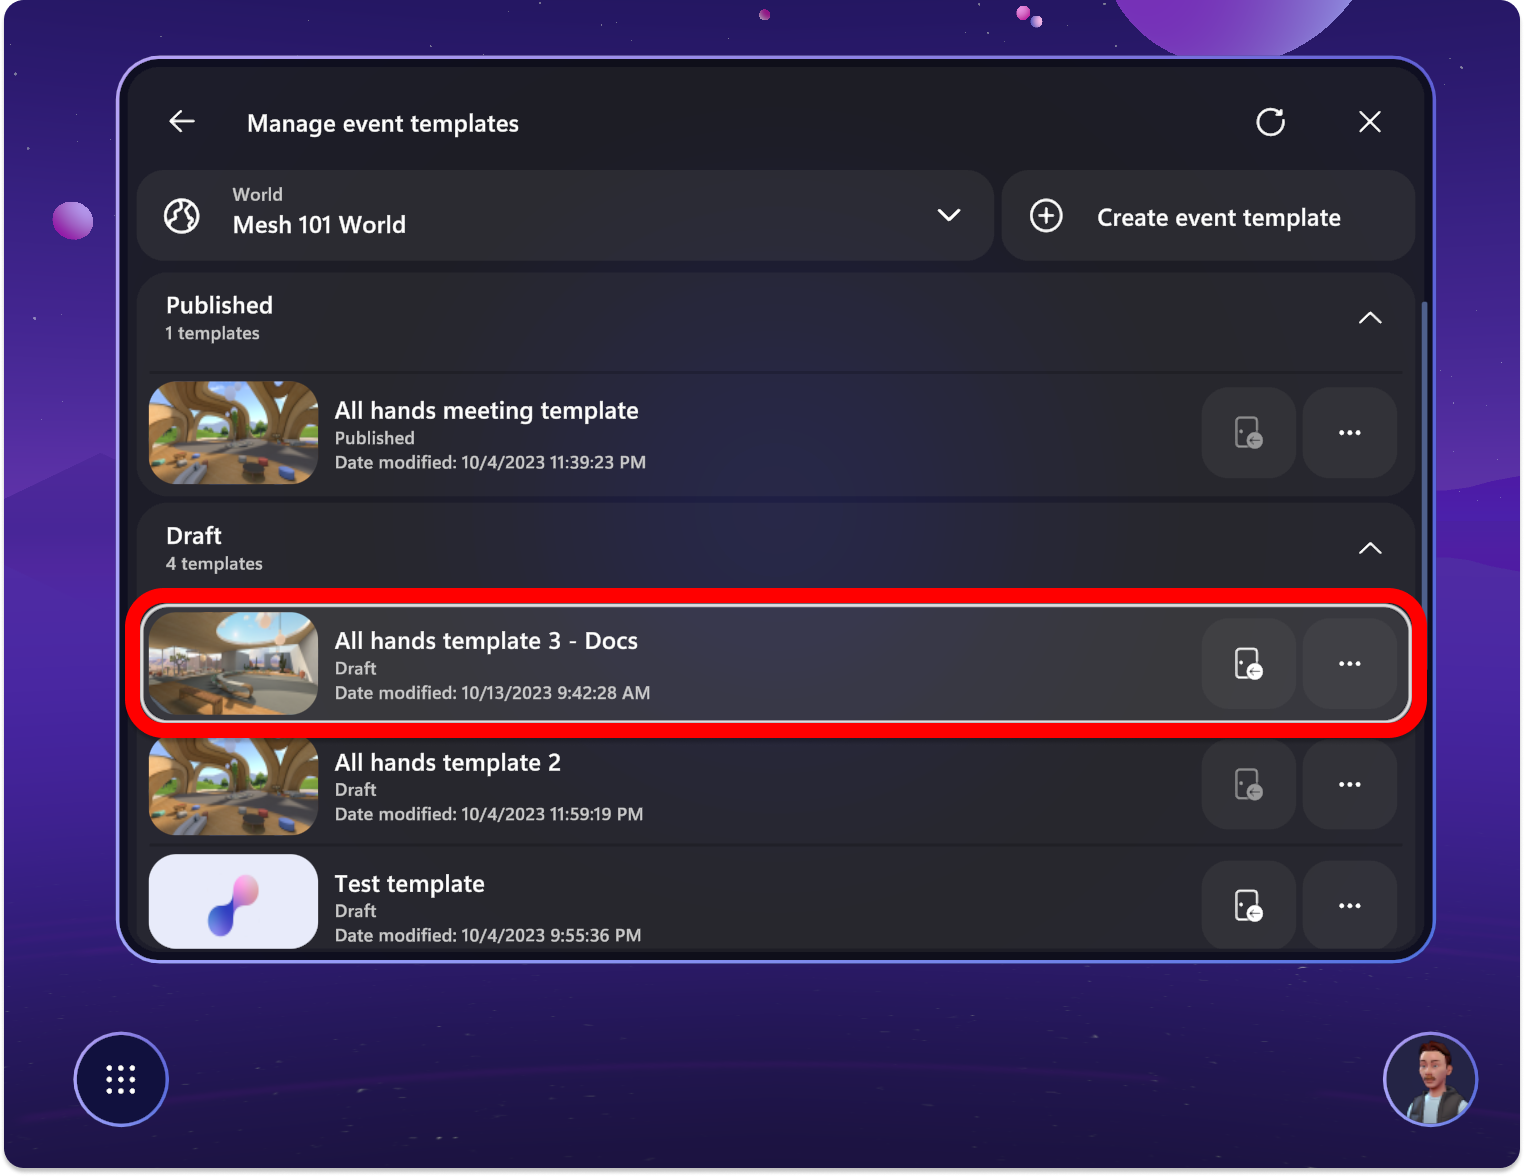 Manage event templates
World
Mesh 101 World
Create event template
Published
1 templates
All hands meeting template
Published
Date modified: 10/4/2023 11:39:23 PM
Draft
4 templates
All hands template 3 - Docs
Draft
Date modified: 10/13/2023 9:42:28 AM
All hands template 2
Draft
Date modified: 10/4/2023 11:59:19 PM
Test template
Draft
Date modified: 10/4/2023 9:55:36 PM